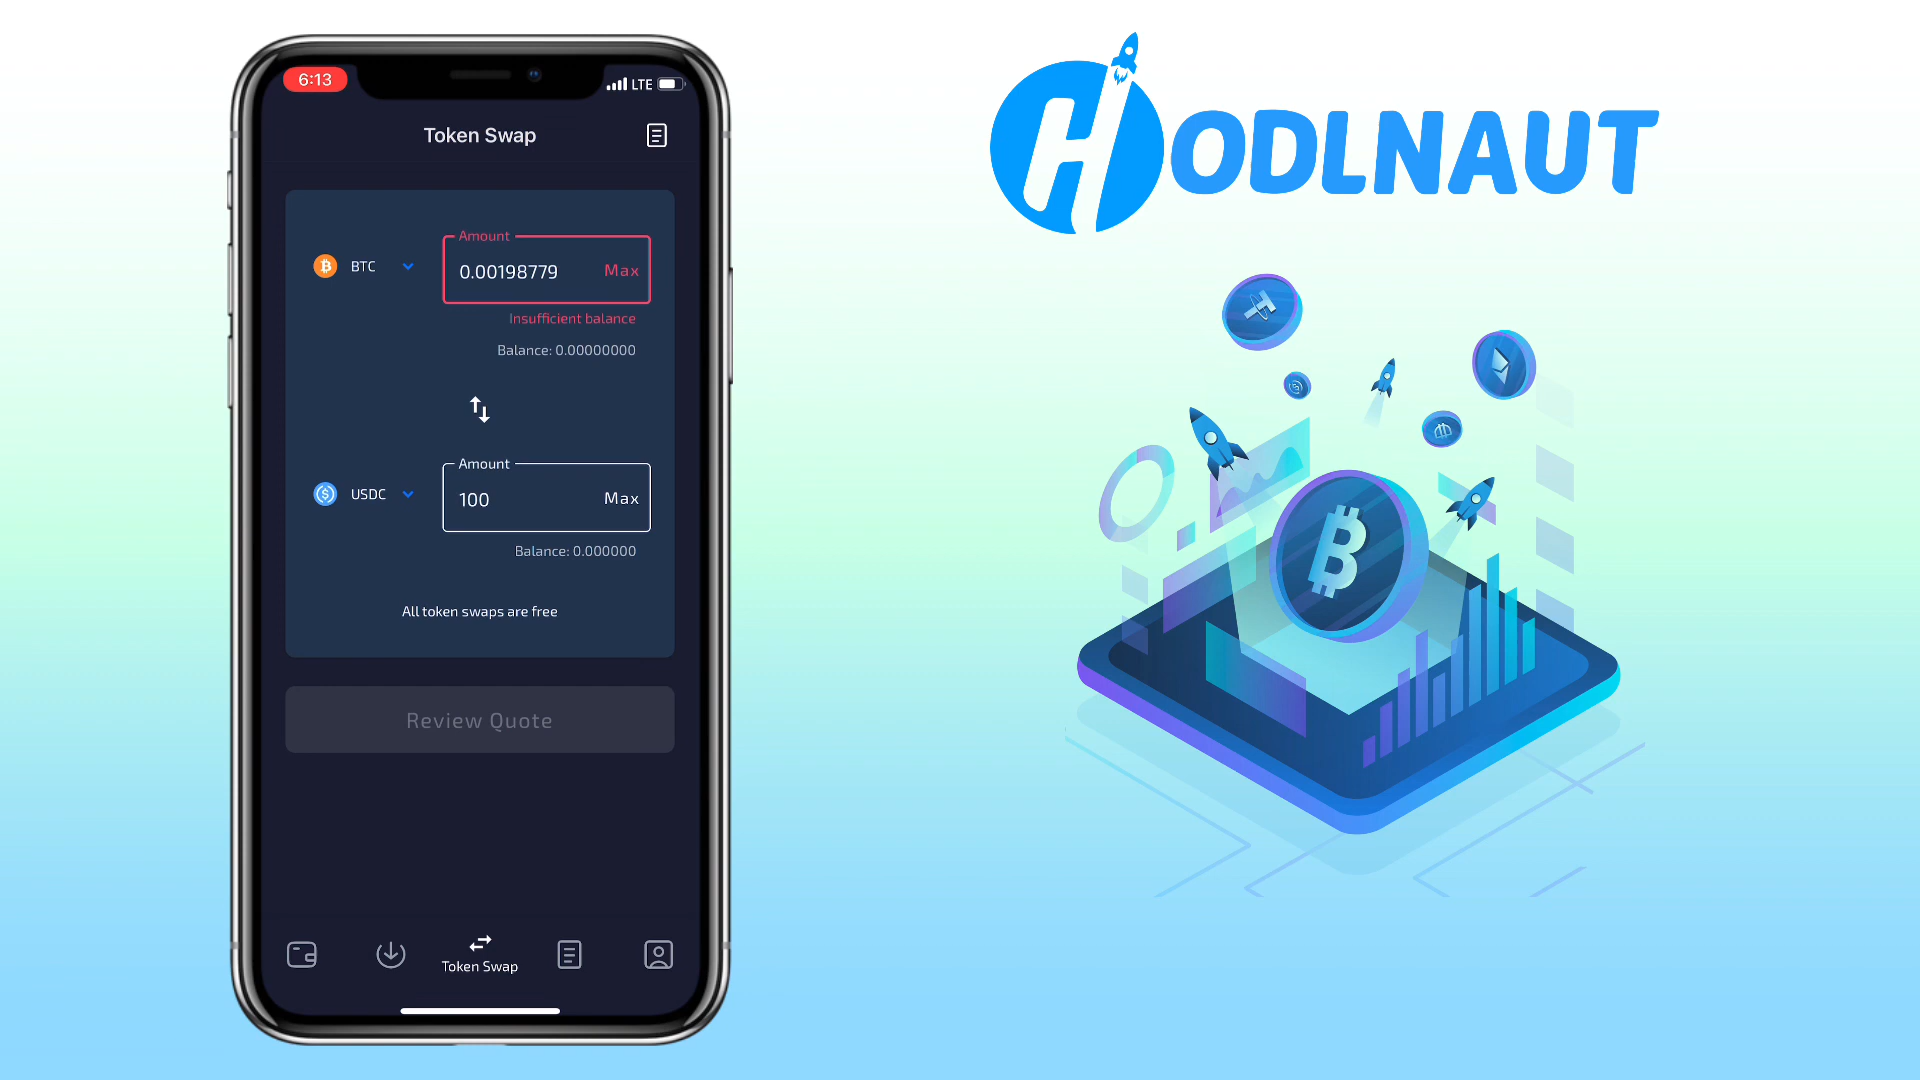 6:13
LTE
Token Swap
BTC
Amount
0.00198779
Max
Insufficient balance
Balance: 0.00000000
USDC
Amount
100
Max
Balance: 0.000000
All token swaps are free
Review Quote
Token Swap
HODLNAUT